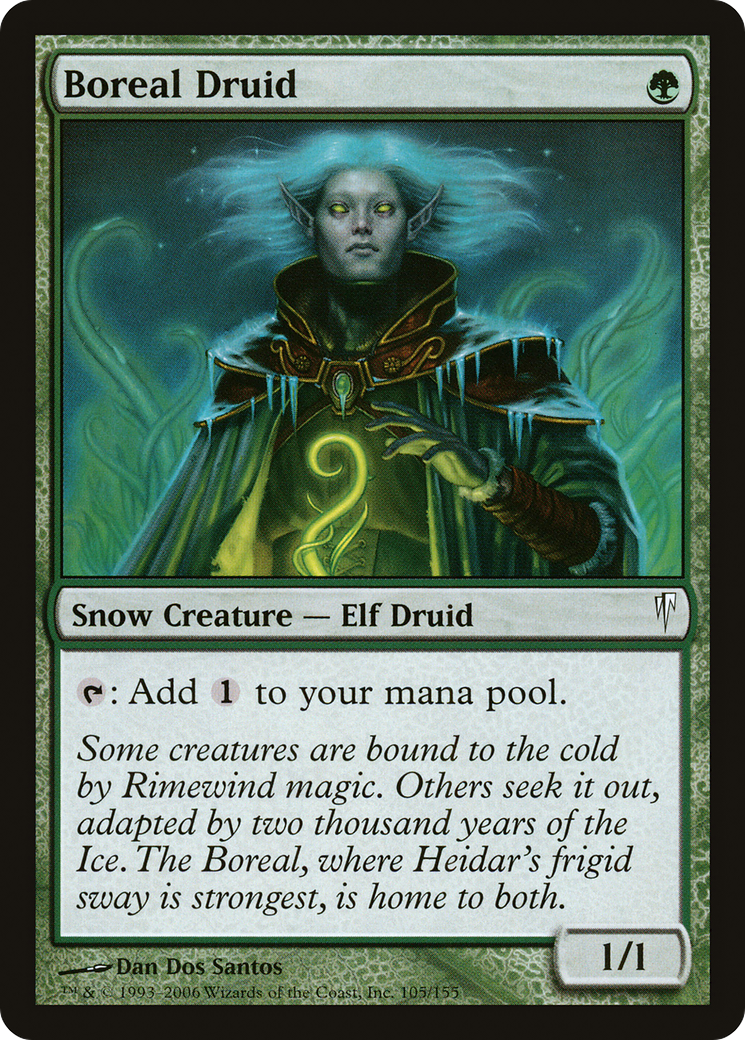 Boreal Druid
Snow Creature — Elf Druid
: Add 1 to your mana pool.
Some creatures are bound to the cold
by Rimewind magic. Others seek it out,
adapted by two thousand years of the
Ice. The Boreal, where Heidar's frigid
sway is strongest, is home to both.
1/1
Dan Dos Santos
™ & © 1993–2006 Wizards of the Coast, Inc. 105/155